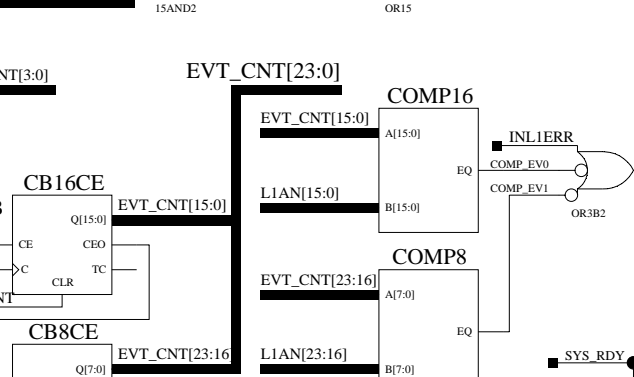 15AND2
OR15
NT[3:0]
EVT_CNT[23:0]
COMP16
EVT_CNT[15:0]
A[15:0]
INL1ERR
EQ
COMP_EV0
CB16CE
L1AN[15:0]
B[15:0]
COMP_EV1
EVT_CNT[15:0]
Q[15:0]
OR3B2
CE
CEO
COMP8
C
TC
CLR
EVT_CNT[23:16]
A[7:0]
NT
CB8CE
EQ
EVT_CNT[23:16]
L1AN[23:16]
SYS_RDY
Q[7:0]
B[7:0]